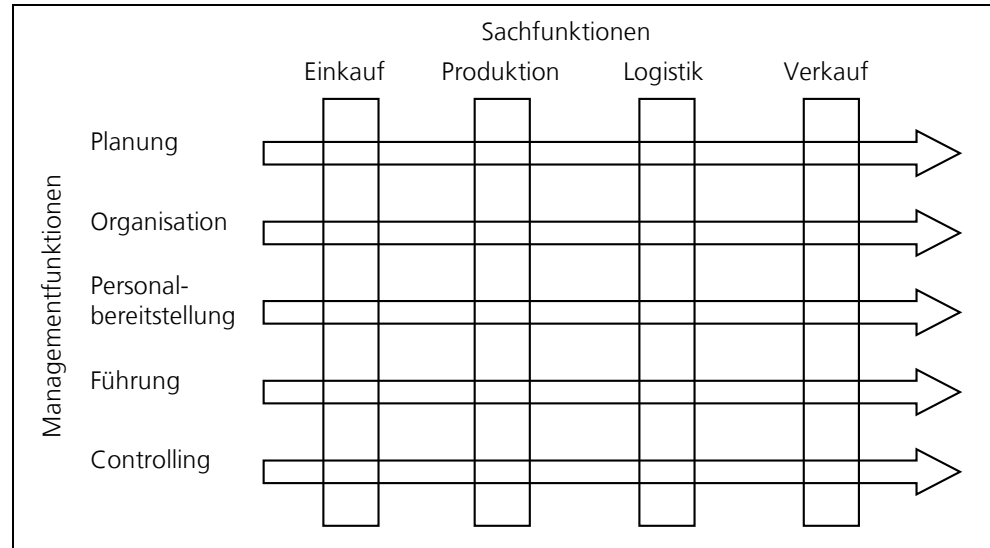 Sachfunktionen
Einkauf Produktion Logistik Verkauf
Managementfunktionen
Planung
Organisation
Personal-
bereitstellung
Führung
Controlling